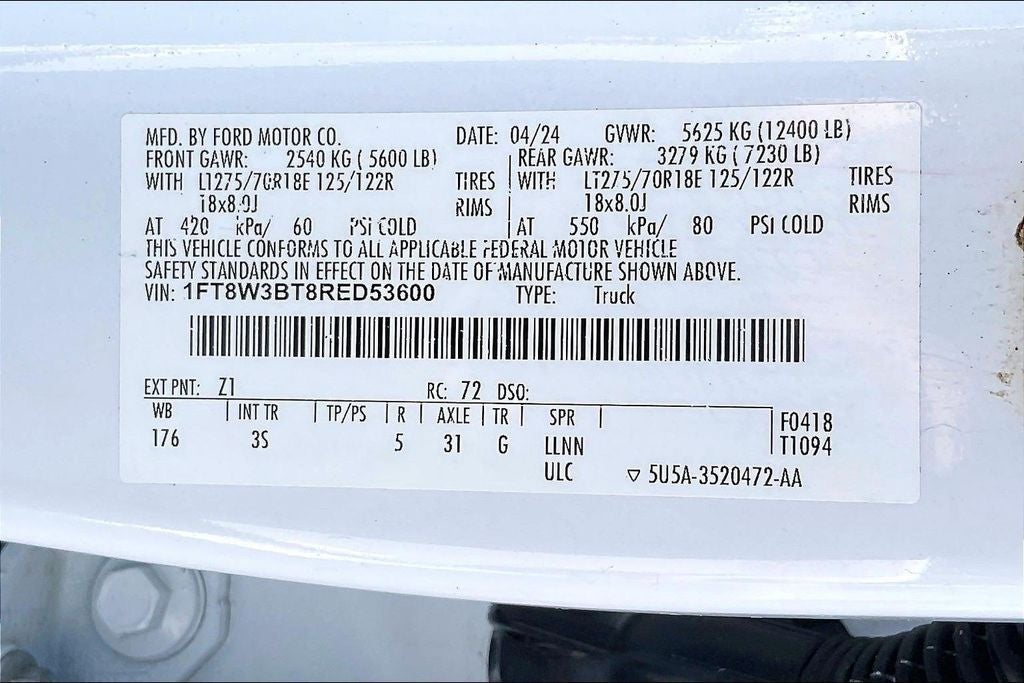 MFD. BY FORD MOTOR CO. DATE: 04/24 GVWR: 5625 KG (12400 LB)
FRONT GAWR: 2540 KG ( 5600 LB) REAR GAWR: 3279 KG ( 7230 LB)
WITH LT275/70R18E 125/122R TIRES WITH LT275/70R18E 125/122R TIRES
18x8.0J RIMS 18x8.0J RIMS
AT 420 kPa/ 60 PSI COLD AT 550 kPa/ 80 PSI COLD
THIS VEHICLE CONFORMS TO ALL APPLICABLE FEDERAL MOTOR VEHICLE
SAFETY STANDARDS IN EFFECT ON THE DATE OF MANUFACTURE SHOWN ABOVE.
VIN: 1FT8W3BT8RED53600 TYPE: Truck
EXT PNT: Z1 RC: 72 DSO:
WB INT TR TP/PS R AXLE TR SPR F0418
176 3S 5 31 G LLNN T1094
ULC ▽ 5U5A-3520472-AA